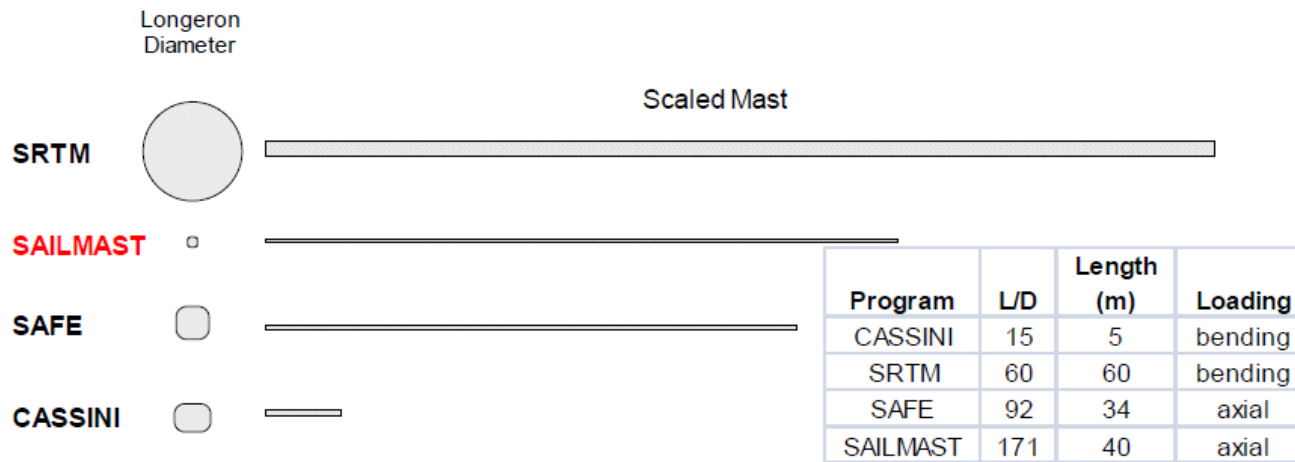 Longeron
Diameter
Scaled Mast
SRTM
SAILMAST
SAFE
CASSINI
Program L/D Length (m) Loading
CASSINI 15 5 bending
SRTM 60 60 bending
SAFE 92 34 axial
SAILMAST 171 40 axial